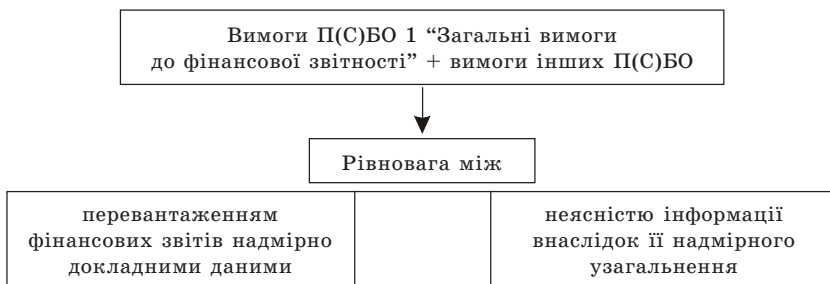 Вимоги П(С)БО 1 “Загальні вимоги
до фінансової звітності” + вимоги інших П(С)БО
Рівновага між
перевантаженням
фінансових звітів надмірно
докладними даними
неясністю інформації
внаслідок її надмірного
узагальнення